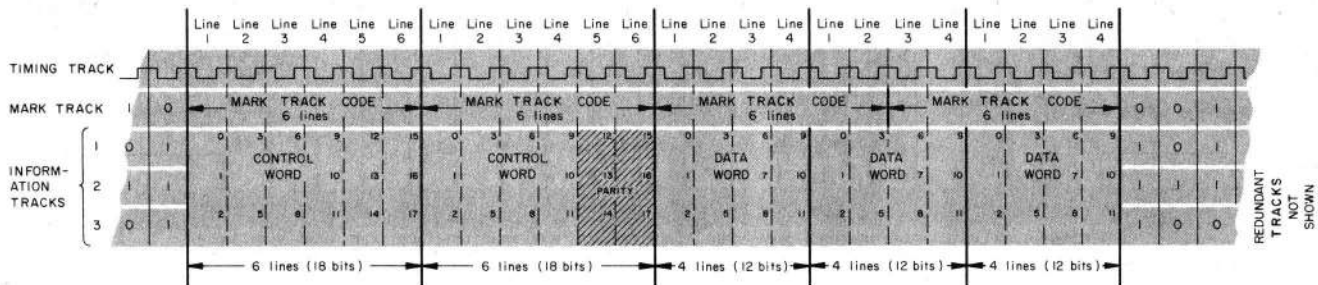 Line Line Line Line Line Line Line Line Line Line Line Line Line Line Line Line Line Line Line Line Line Line Line Line
1 2 3 4 5 6 1 2 3 4 5 6 1 2 3 4 1 2 3 4 1 2 3 4
TIMING TRACK
MARK TRACK 1 0 MARK TRACK CODE MARK TRACK CODE MARK TRACK CODE MARK TRACK CODE 0 0 1
6 lines 6 lines 6 lines 6 lines
0 3 6 9 12 15 0 3 6 9 12 15 0 3 6 9 0 3 6 9 0 3 6 9
1 0 1 CONTROL CONTROL DATA DATA DATA 1 0 1
INFORM-
ATION
TRACKS
WORD WORD WORD WORD WORD
2 1 1 1 10 13 16 1 10 13 16 1 7 10 1 7 10 1 7 10 1 1 1
PARITY
3 0 1 2 5 8 11 14 17 2 5 8 11 14 17 2 5 8 11 2 5 8 11 2 5 8 11 1 0 0
6 lines (18 bits) 6 lines (18 bits) 4 lines (12 bits) 4 lines (12 bits) 4 lines (12 bits)
REDUNDANT
TRACKS
NOT
SHOWN